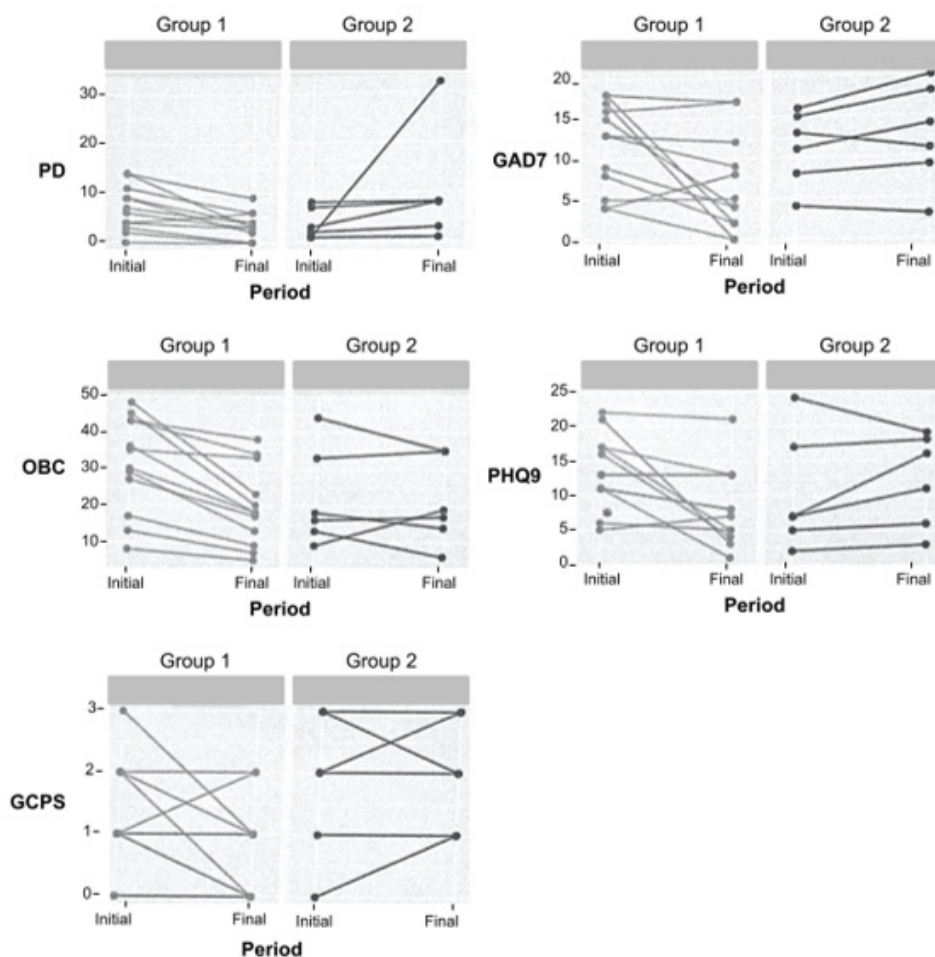 Group 1 Group 2
PD
30
20
10
0
Initial Final Initial Final
Period
Group 1 Group 2
GAD7
20
15
10
5
0
Initial Final Initial Final
Period
Group 1 Group 2
OBC
50
40
30
20
10
Initial Final Initial Final
Period
Group 1 Group 2
PHQ9
25
20
15
10
5
0
Initial Final Initial Final
Period
Group 1 Group 2
GCPS
3
2
1
0
Initial Final Initial Final
Period